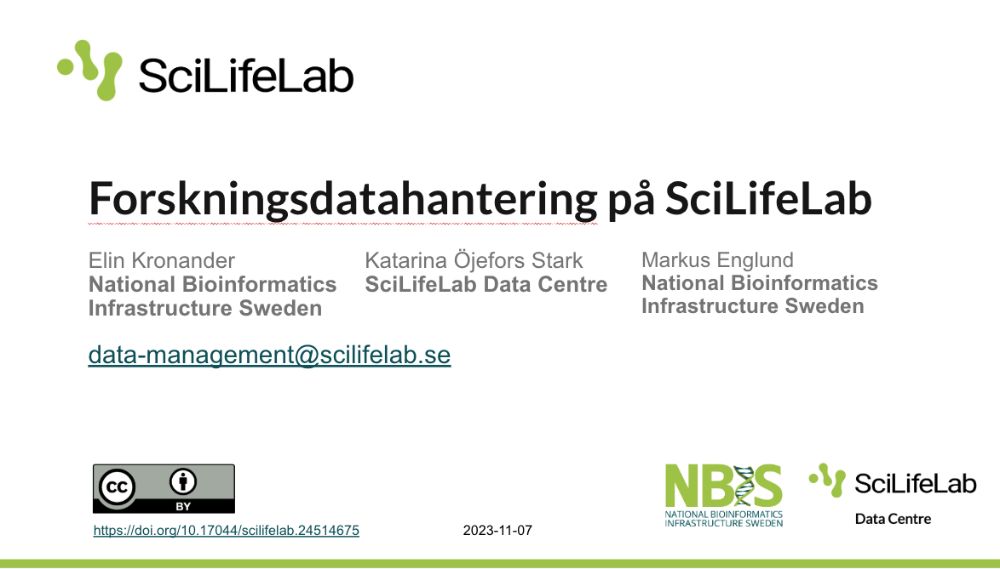 SciLifeLab
Forskningsdatahantering på SciLifeLab
Elin Kronander
National Bioinformatics
Infrastructure Sweden
Katarina Öjefors Stark
SciLifeLab Data Centre
Markus Englund
National Bioinformatics
Infrastructure Sweden
data-management@scilifelab.se
CC
BY
https://doi.org/10.17044/scilifelab.24514675
2023-11-07
NBIS
NATIONAL BIOINFORMATICS
INFRASTRUCTURE SWEDEN
SciLifeLab
Data Centre